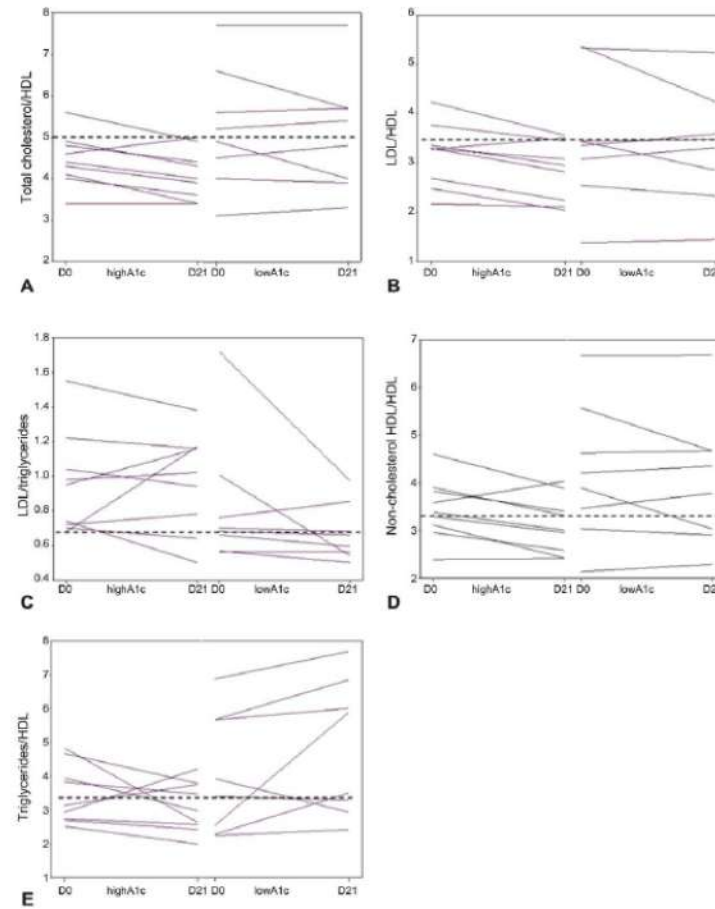 Total cholesterol/HDL
8
7
6
5
4
3
2
D0 highA1c D21 D0 lowA1c D21
A
LDL/HDL
6
5
4
3
2
1
D0 highA1c D21 D0 lowA1c D2
B
LDL/triglycerides
1.8
1.6
1.4
1.2
1.0
0.8
0.6
0.4
D0 highA1c D21 D0 lowA1c D21
C
Non-cholesterol HDL/HDL
7
6
5
4
3
2
D0 highA1c D21 D0 lowA1c D2
D
Triglycerides/HDL
8
7
6
5
4
3
2
1
D0 highA1c D21 D0 lowA1c D21
E